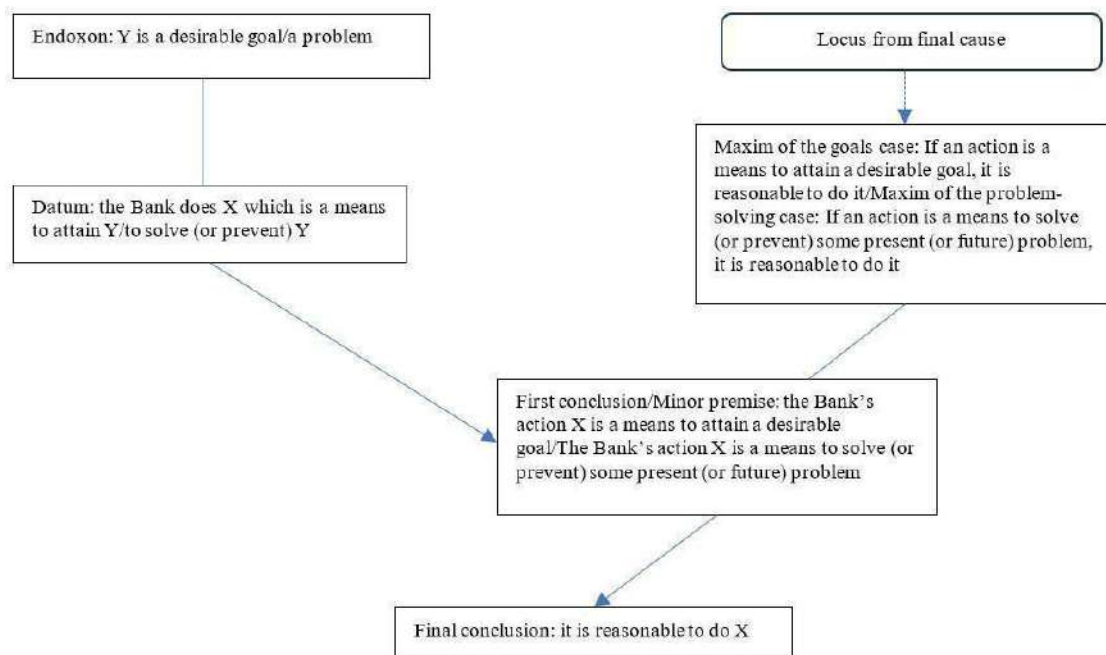 Endoxon: Y is a desirable goal/a problem
Locus from final cause
Datum: the Bank does X which is a means
to attain Y/to solve (or prevent) Y
Maxim of the goals case: If an action is a
means to attain a desirable goal, it is
reasonable to do it/Maxim of the problem-
solving case: If an action is a means to solve
(or prevent) some present (or future) problem,
it is reasonable to do it
First conclusion/Minor premise: the Bank’s
action X is a means to attain a desirable
goal/The Bank’s action X is a means to solve (or
prevent) some present (or future) problem
Final conclusion: it is reasonable to do X